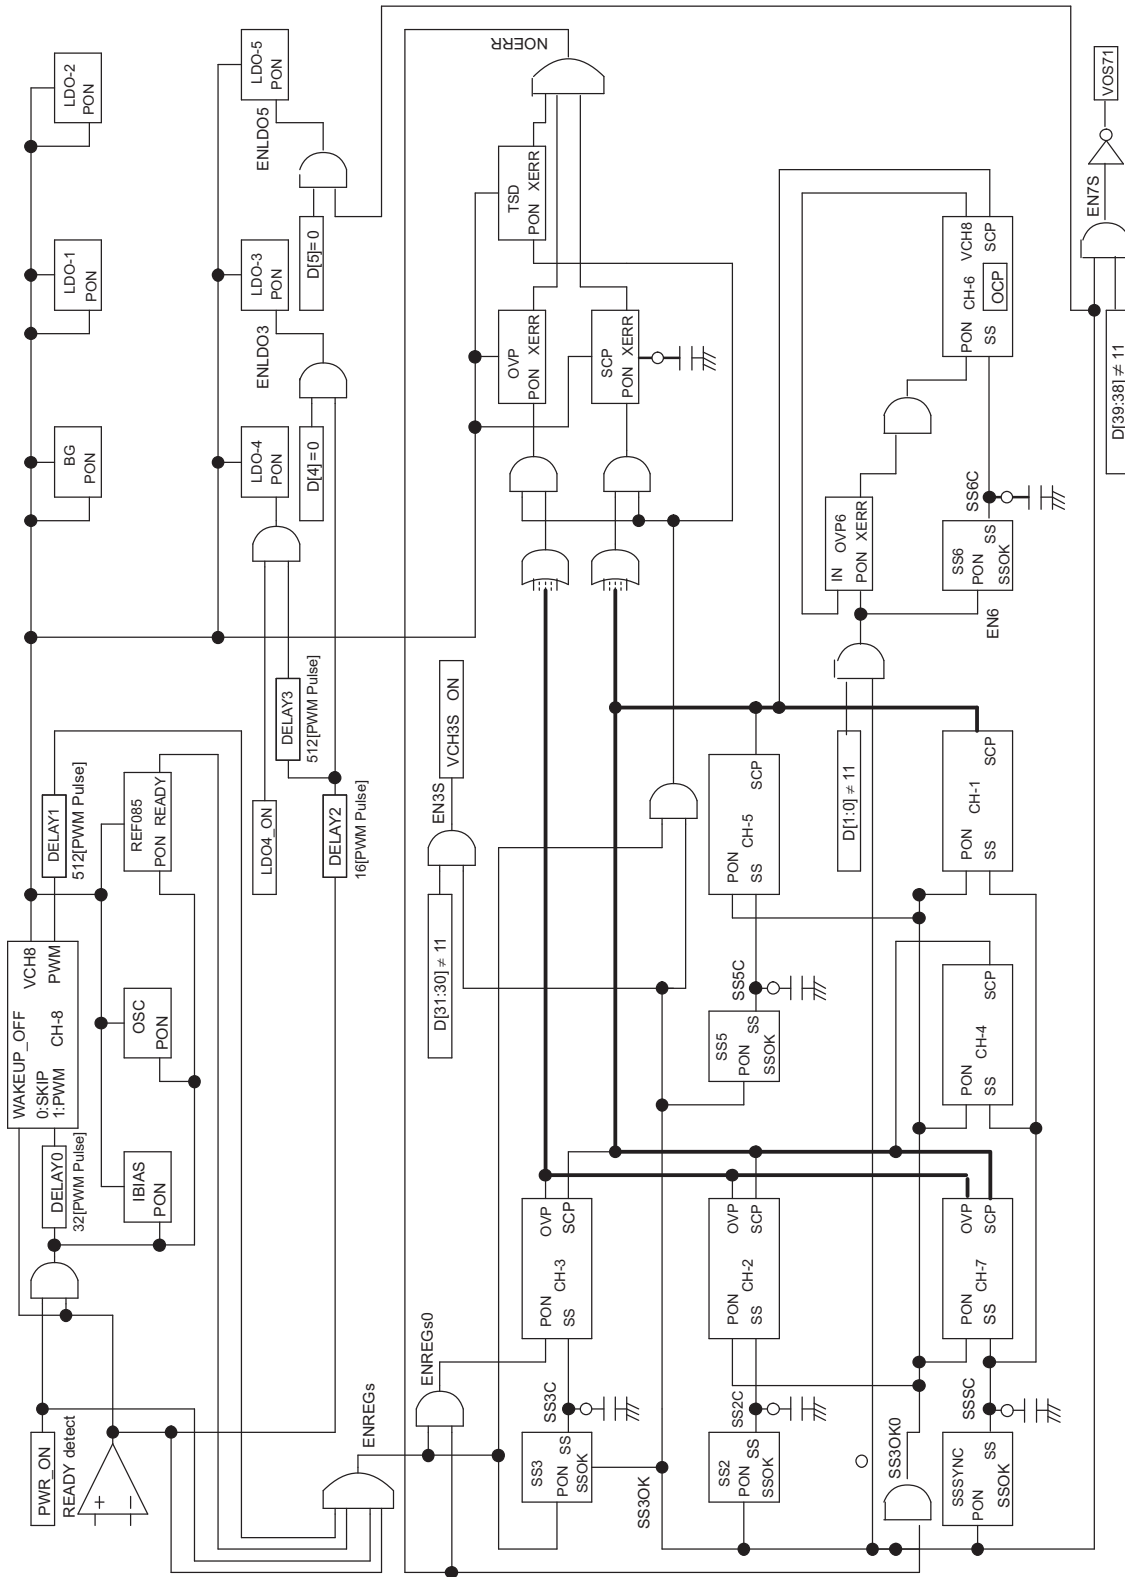 PWR_ON
READY detect
+
−
WAKEUP_OFF
0:SKIP
1:PWM
CH-8
VCH8
PWM
DELAY0
32[PWM Pulse]
DELAY1
512[PWM Pulse]
IBIAS
PON
OSC
PON
REF085
PON READY
BG
PON
LDO-1
PON
LDO-2
PON
LDO4_ON
DELAY2
16[PWM Pulse]
DELAY3
512[PWM Pulse]
LDO-4
PON
D[4]=0
ENLDO3
LDO-3
PON
D[5]=0
ENLDO5
LDO-5
PON
ENREGs
ENREGs0
D[31:30] ≠ 11
EN3S
VCH3S ON
OVP
PON XERR
SCP
PON XERR
TSD
PON XERR
NOERR
SS3
PON
SS
SSOK
SS3C
SS3OK
PON
SS
CH-3
OVP
SCP
SS2
PON
SS
SSOK
SS2C
PON
SS
CH-2
OVP
SCP
SS5
PON
SS
SSOK
SS5C
PON
SS
CH-5
SCP
SS3OK0
SSSYNC
PON
SS
SSOK
SSSC
PON
SS
CH-7
OVP
SCP
PON
SS
CH-4
SCP
PON
SS
CH-1
SCP
D[1:0] ≠ 11
EN6
IN OVP6
PON XERR
SS6
PON
SS
SSOK
SS6C
PON
SS
CH-6
OCP
VCH8
SCP
D[39:38] ≠ 11
EN7S
VOS71